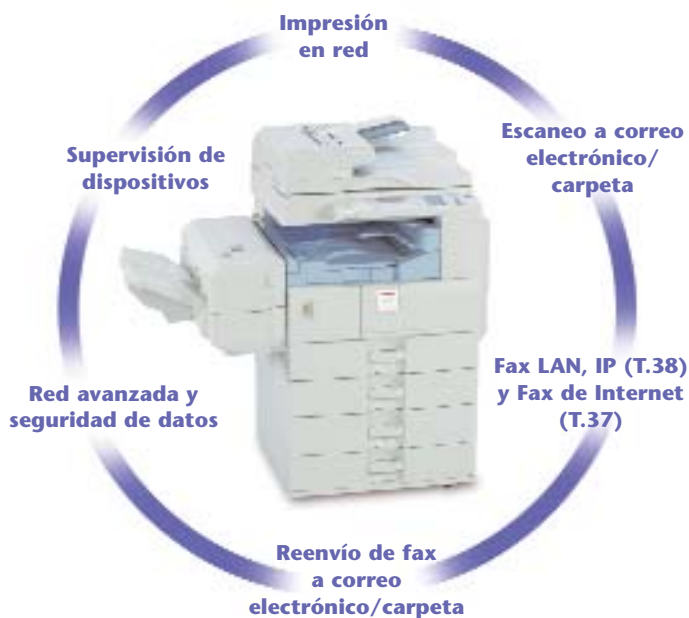 Impresión
en red
Escaneo a correo
electrónico/
carpeta
Fax LAN, IP (T.38)
y Fax de Internet
(T.37)
Reenvío de fax
a correo
electrónico/carpeta
Red avanzada y
seguridad de datos
Supervisión de
dispositivos